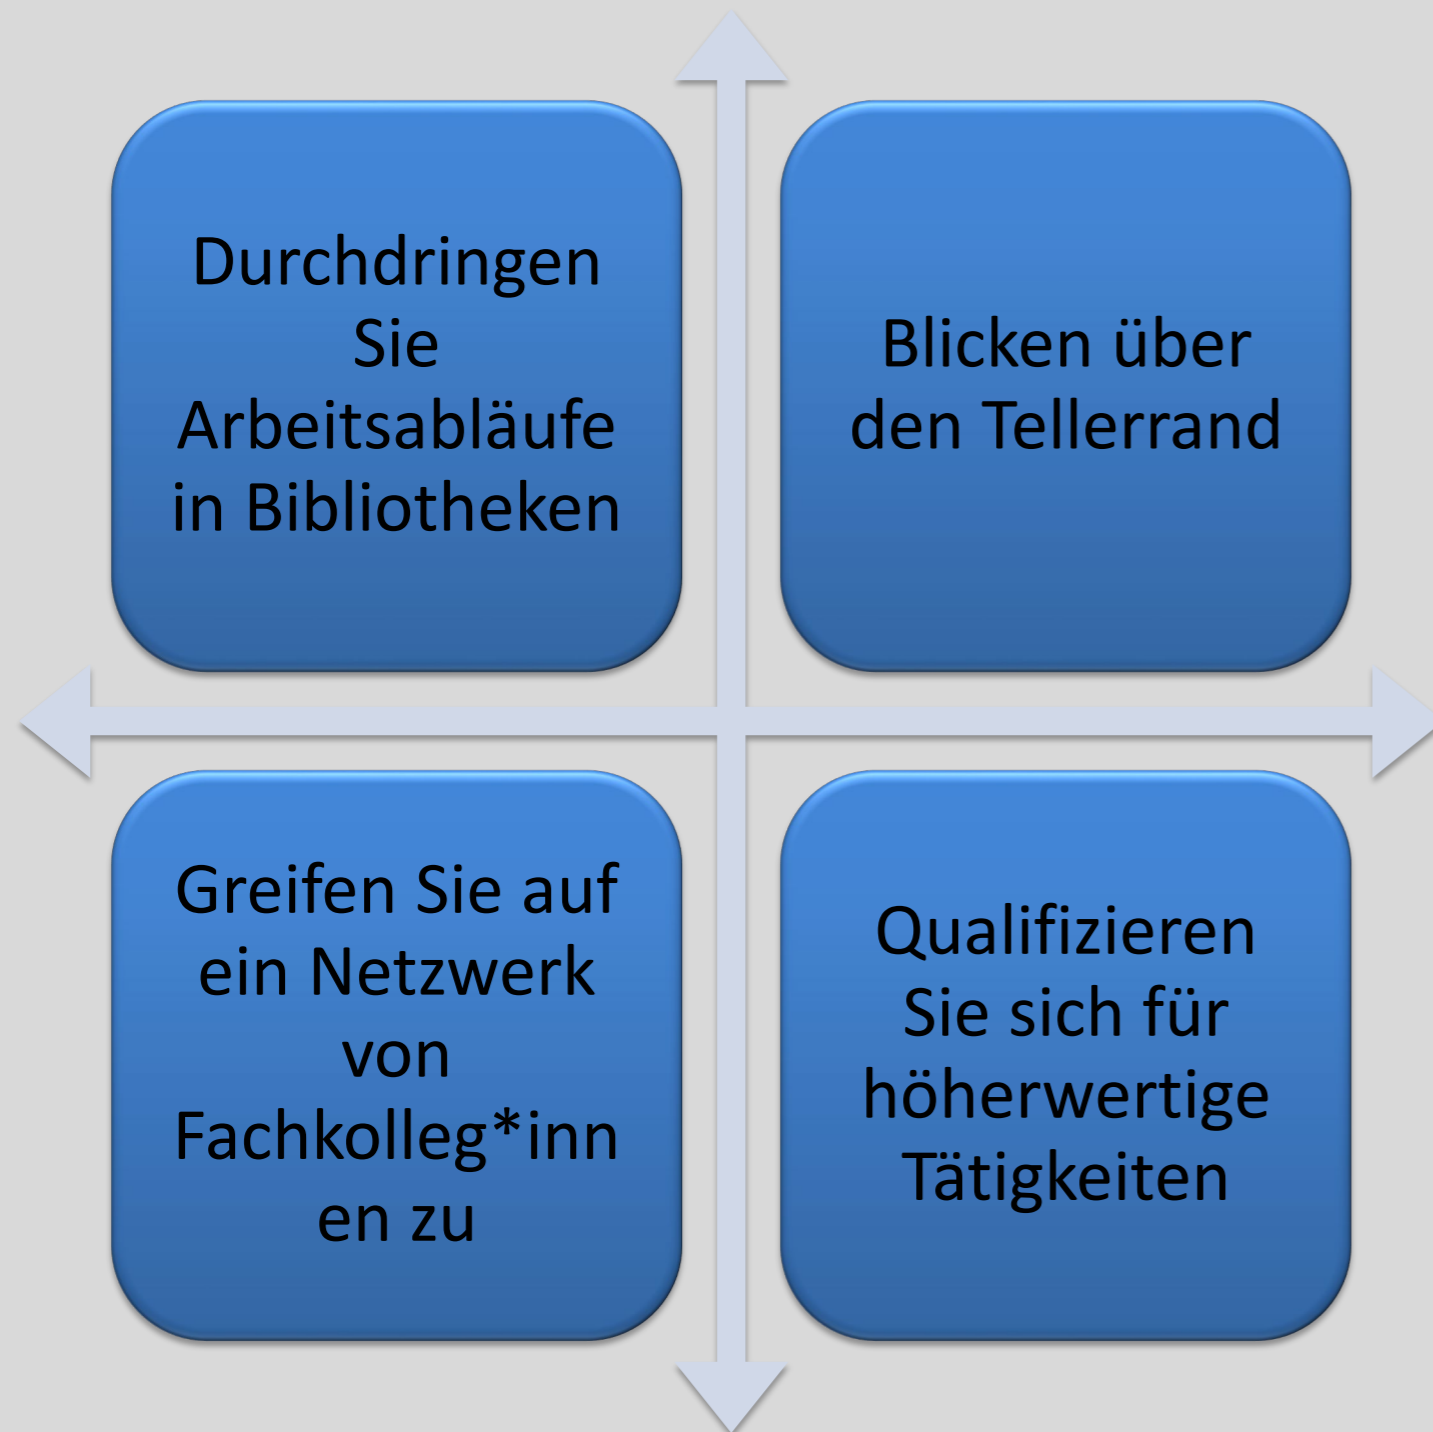 Durchdringen
Sie
Arbeitsabläufe
in Bibliotheken
Blicken über
den Tellerrand
Greifen Sie auf
ein Netzwerk
von
Fachkolleg*inn
en zu
Qualifizieren
Sie sich für
höherwertige
Tätigkeiten